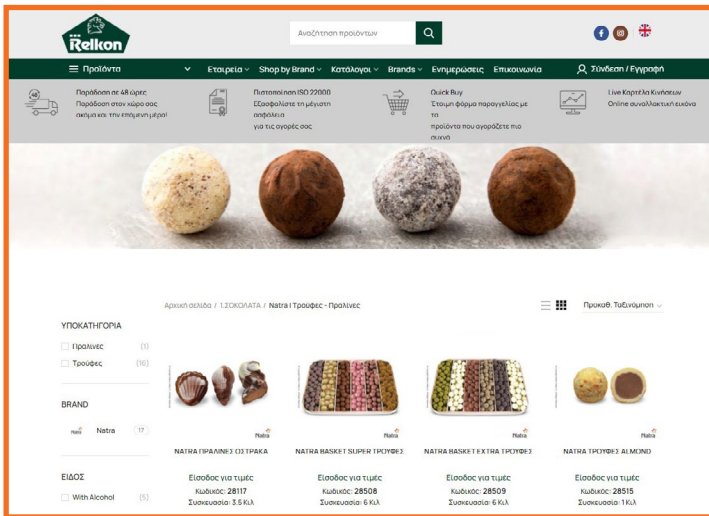 Relkon
Αναζήτηση προϊόντων
Προϊόντα
Εταιρεία
Shop by Brand
Κατάλογοι
Brands
Ενημερώσεις
Επικοινωνία
Σύνδεση / Εγγραφή
48
Παράδοση σε 48 ώρες
Παράδοση στον χώρο σας
ακόμα και την επόμενη μέρα!
Πιστοποίηση ISO 22000
Εξασφαλίστε τη μέγιστη
ασφάλεια
για τις αγορές σας
Quick Buy
Έτοιμη φόρμα παραγγελίας με
τα
προϊόντα που αγοράζετε πιο
συχνά
Live Καρτέλα Κινήσεων
Online συναλλακτική εικόνα
Αρχική σελίδα / 1.ΣΟΚΟΛΑΤΑ / Natra | Τρούφες - Πραλίνες
Προκαθ. Ταξινόμηση
ΥΠΟΚΑΤΗΓΟΡΙΑ
Πραλίνες (1)
Τρούφες (16)
BRAND
Natra Natra 17
ΕΙΔΟΣ
With Alcohol (5)
Natra
NATRA ΠΡΑΛΙΝΕΣ ΟΣΤΡΑΚΑ
Είσοδος για τιμές
Κωδικός: 28117
Συσκευασία: 3.5 Κιλ
Natra
NATRA BASKET SUPER ΤΡΟΥΦΕΣ
Είσοδος για τιμές
Κωδικός: 28508
Συσκευασία: 6 Κιλ
Natra
NATRA BASKET EXTRA ΤΡΟΥΦΕΣ
Είσοδος για τιμές
Κωδικός: 28509
Συσκευασία: 6 Κιλ
Natra
NATRA ΤΡΟΥΦΕΣ ALMOND
Είσοδος για τιμές
Κωδικός: 28515
Συσκευασία: 1 Κιλ